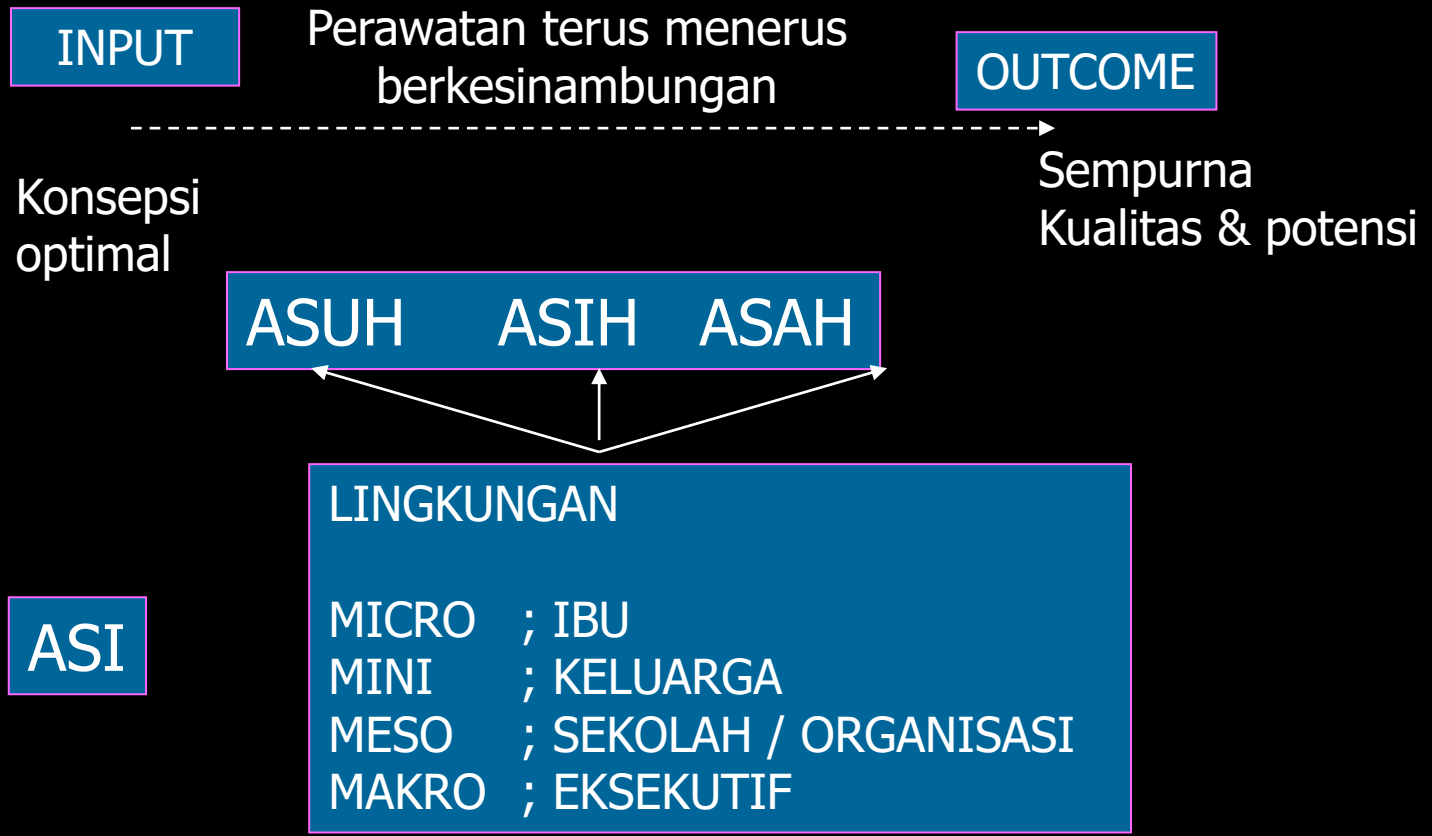 INPUT
Perawatan terus menerus
berkesinambungan
OUTCOME
Konsepsi
optimal
Sempurna
Kualitas & potensi
ASUH ASIH ASAH
LINGKUNGAN
MICRO ; IBU
MINI ; KELUARGA
MESO ; SEKOLAH / ORGANISASI
MAKRO ; EKSEKUTIF
ASI